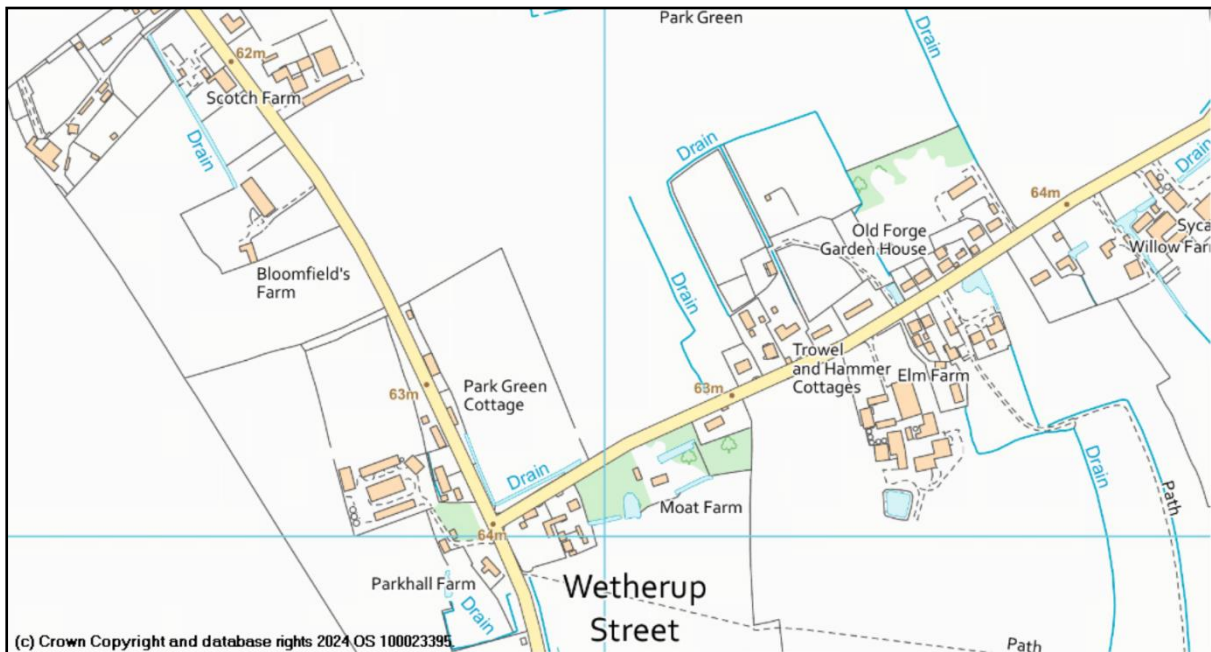 Park Green
Drain
62m
Scotch Farm
Drain
Drain
Drain
64m
Old Forge
Garden House
Willow Farm
Bloomfield's
Farm
Drain
Trowel
and Hammer
Cottages
Elm Farm
63m
63m
Park Green
Cottage
Drain
Drain
Path
Moat Farm
64m
Parkhall Farm
Wetherup
Street
Drain
Path
(c) Crown Copyright and database rights 2024 OS 100023395